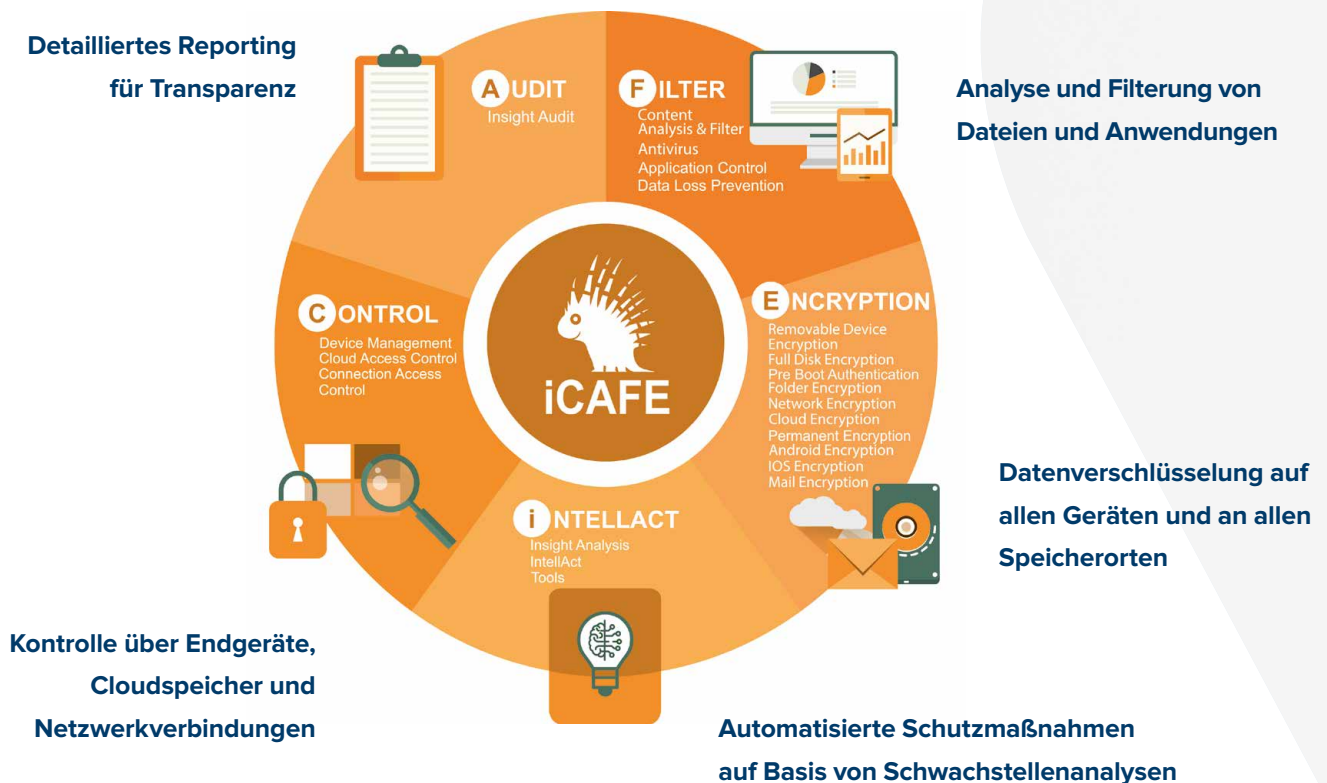 Detailliertes Reporting
für Transparenz
AUDIT
Insight Audit
FILTER
Content
Analysis & Filter
Antivirus
Application Control
Data Loss Prevention
Analyse und Filterung von
Dateien und Anwendungen
CONTROL
Device Management
Cloud Access Control
Connection Access
Control
iCAFE
ENCRYPTION
Removable Device
Encryption
Full Disk Encryption
Pre Boot Authentication
Folder Encryption
Network Encryption
Cloud Encryption
Permanent Encryption
Android Encryption
IOS Encryption
Mail Encryption
Datenverschlüsselung auf
allen Geräten und an allen
Speicherorten
iNTELLACT
Insight Analysis
IntellAct
Tools
Kontrolle über Endgeräte,
Cloudspeicher und
Netzwerkverbindungen
Automatisierte Schutzmaßnahmen
auf Basis von Schwachstellenanalysen